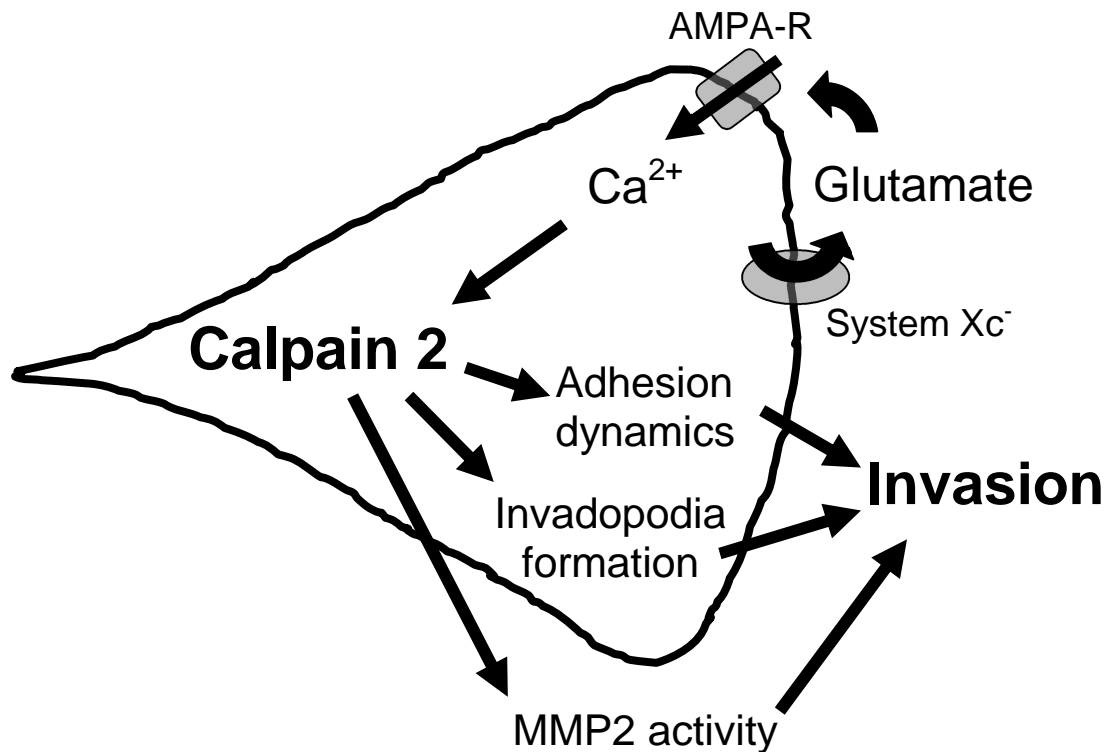 AMPA-R
Ca²⁺
Glutamate
System Xc⁻
Calpain 2
Adhesion
dynamics
Invasion
Invadopodia
formation
MMP2 activity